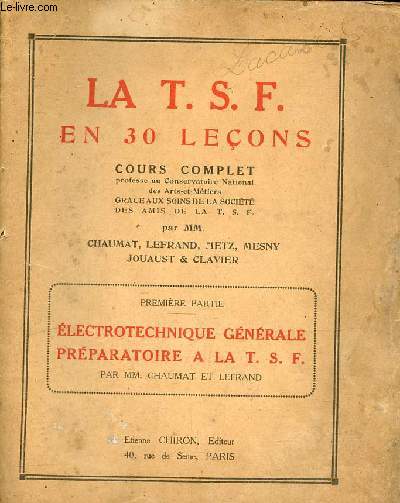 www.le-livre.com
LA T. S. F.
EN 30 LEÇONS
COURS COMPLET
professé au Conservatoire National
des Arts-et-Métiers
GRACE AUX SOINS DE LA SOCIÉTÉ
DES AMIS DE LA T. S. F.
par MM.
CHAUMAT, LEFRAND, METZ, MESNY
JOUAUST & CLAVIER
PREMIÈRE PARTIE
ÉLECTROTECHNIQUE GÉNÉRALE
PRÉPARATOIRE A LA T. S. F.
PAR MM. CHAUMAT ET LEFRAND
Etienne CHIRON, Editeur
40, rue de Seine, PARIS